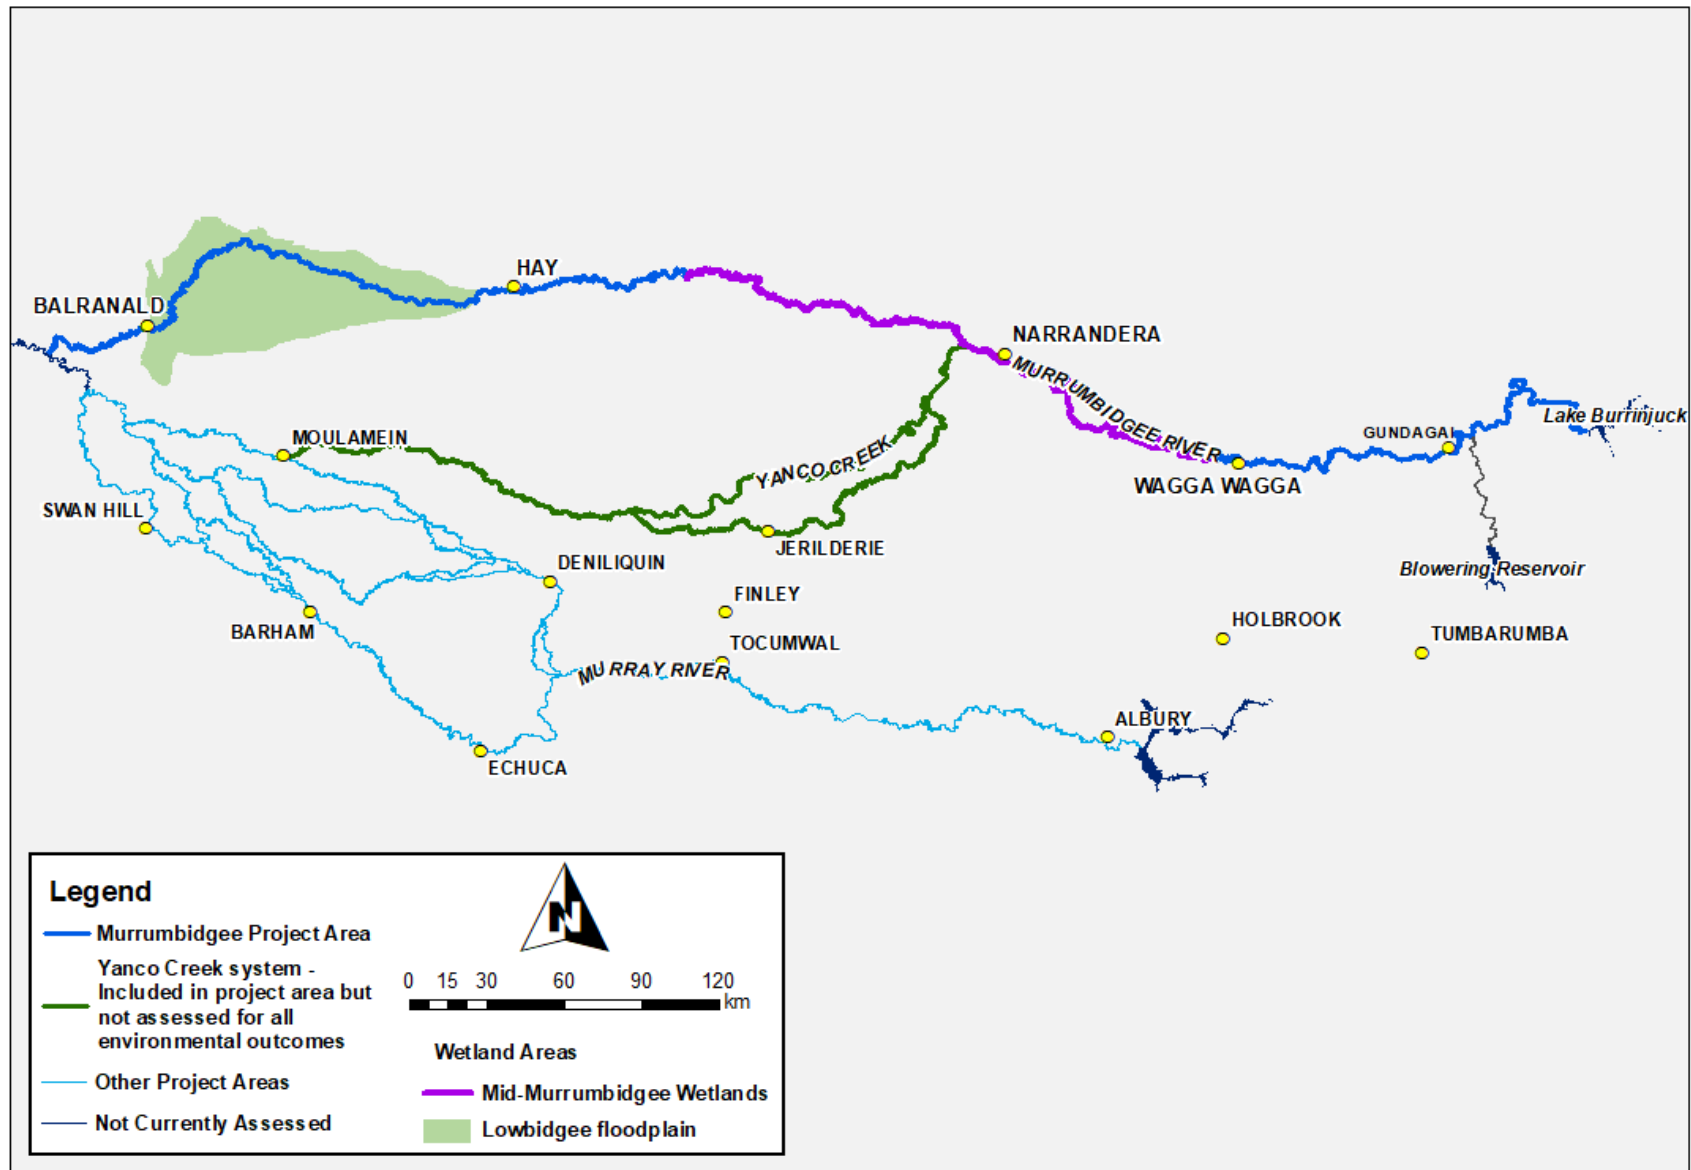 HAY
BALRANALD
NARRANDERA
MURRUMBIDGEE RIVER
Lake Burrinjuck
GUNDAGAI
MOULAMEIN
YANCO CREEK
WAGGA WAGGA
SWAN HILL
JERILDERIE
DENILIQUIN
Blowering Reservoir
FINLEY
BARHAM
HOLBROOK
TUMBARUMBA
TOCUMWAL
MURRAY RIVER
ALBURY
ECHUCA
Legend
Murrumbidgee Project Area
Yanco Creek system -
Included in project area but
not assessed for all
environmental outcomes
Other Project Areas
Not Currently Assessed
N
0 15 30 60 90 120
km
Wetland Areas
Mid-Murrumbidgee Wetlands
Lowbidgee floodplain